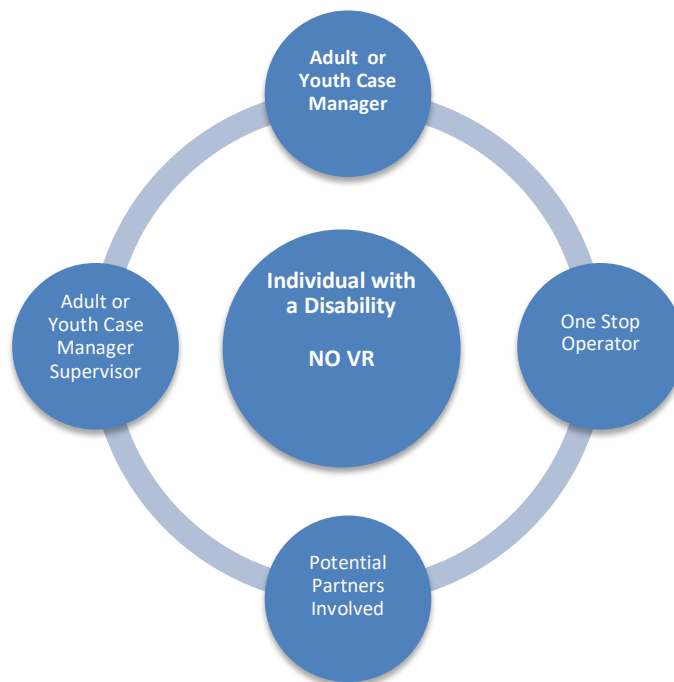 Adult or
Youth Case
Manager
Individual with
a Disability
NO VR
Adult or
Youth Case
Manager
Supervisor
One Stop
Operator
Potential
Partners
Involved